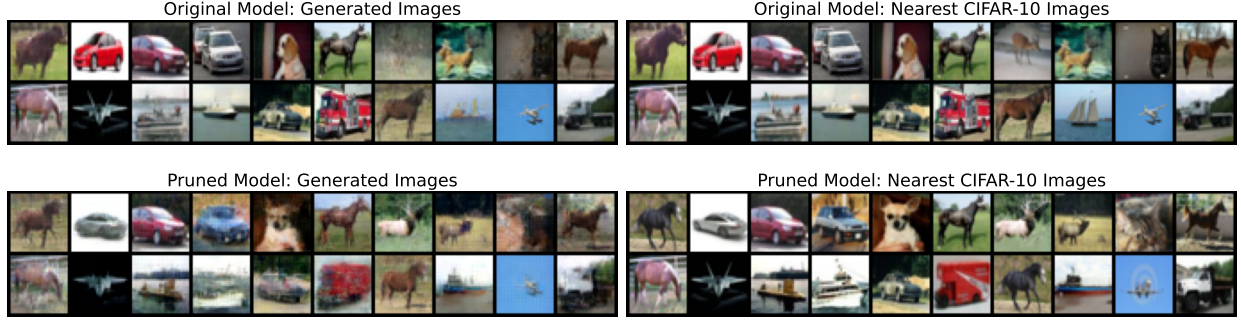 Original Model: Generated Images
Original Model: Nearest CIFAR-10 Images
Pruned Model: Generated Images
Pruned Model: Nearest CIFAR-10 Images